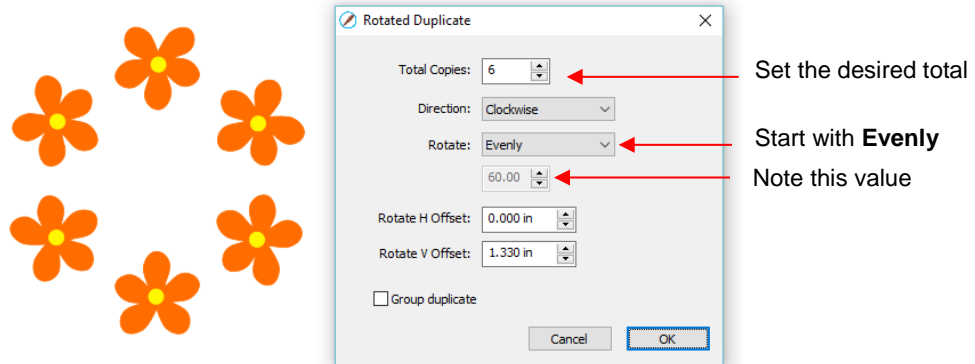 Rotated Duplicate
Total Copies: 6
Set the desired total
Direction: Clockwise
Rotate: Evenly
Start with Evenly
60.00
Note this value
Rotate H Offset: 0.000 in
Rotate V Offset: 1.330 in
Group duplicate
Cancel OK